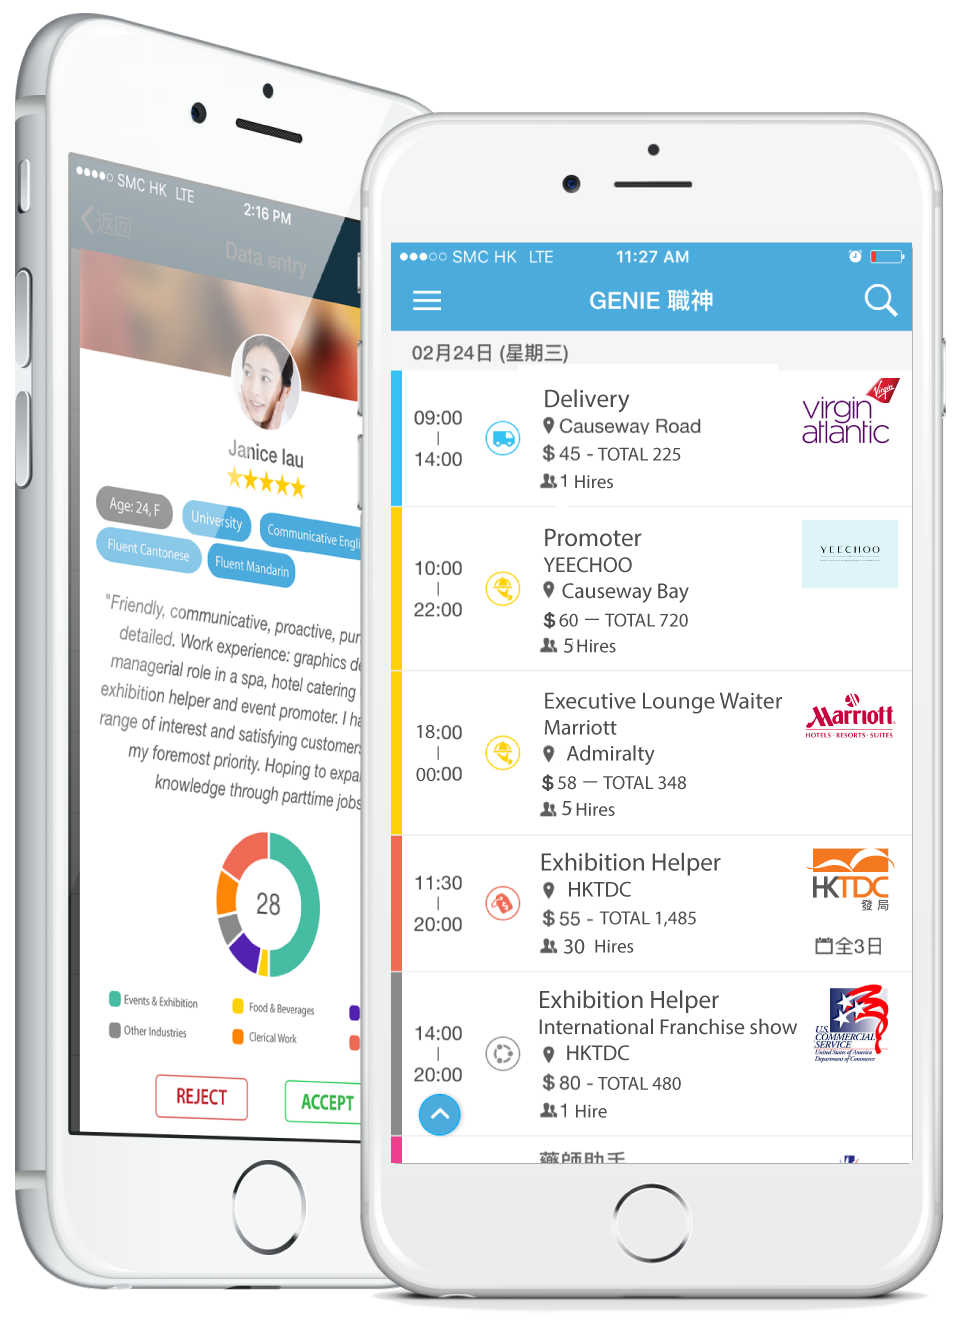 SMC HK LTE
2:16 PM
返回
Data entry
Janice lau
Age: 24, F
University
Communicative Engli
Fluent Cantonese
Fluent Mandarin
"Friendly, communicative, proactive, pun
detailed. Work experience: graphics de
managerial role in a spa, hotel catering
exhibition helper and event promoter. I ha
range of interest and satisfying customers
my foremost priority. Hoping to expa
knowledge through parttime jobs
28
Events & Exhibition
Food & Beverages
Other Industries
Clerical Work
REJECT
ACCEPT
SMC HK LTE
11:27 AM
GENIE 職神
02月24日 (星期三)
09:00
14:00
Delivery
Causeway Road
$ 45 - TOTAL 225
1 Hires
virgin
atlantic
Virgin
10:00
22:00
Promoter
YEECHOO
Causeway Bay
$ 60 — TOTAL 720
5 Hires
YEECHOO
18:00
00:00
Executive Lounge Waiter
Marriott
Admiralty
$ 58 — TOTAL 348
5 Hires
Marriott
HOTELS · RESORTS · SUITES
11:30
20:00
Exhibition Helper
HKTDC
$ 55 - TOTAL 1,485
30 Hires
HKTDC
發局
全3日
14:00
20:00
Exhibition Helper
International Franchise show
HKTDC
$ 80 - TOTAL 480
1 Hire
U.S.
COMMERCIAL
SERVICE
United States of America
Department of Commerce
藥師助手